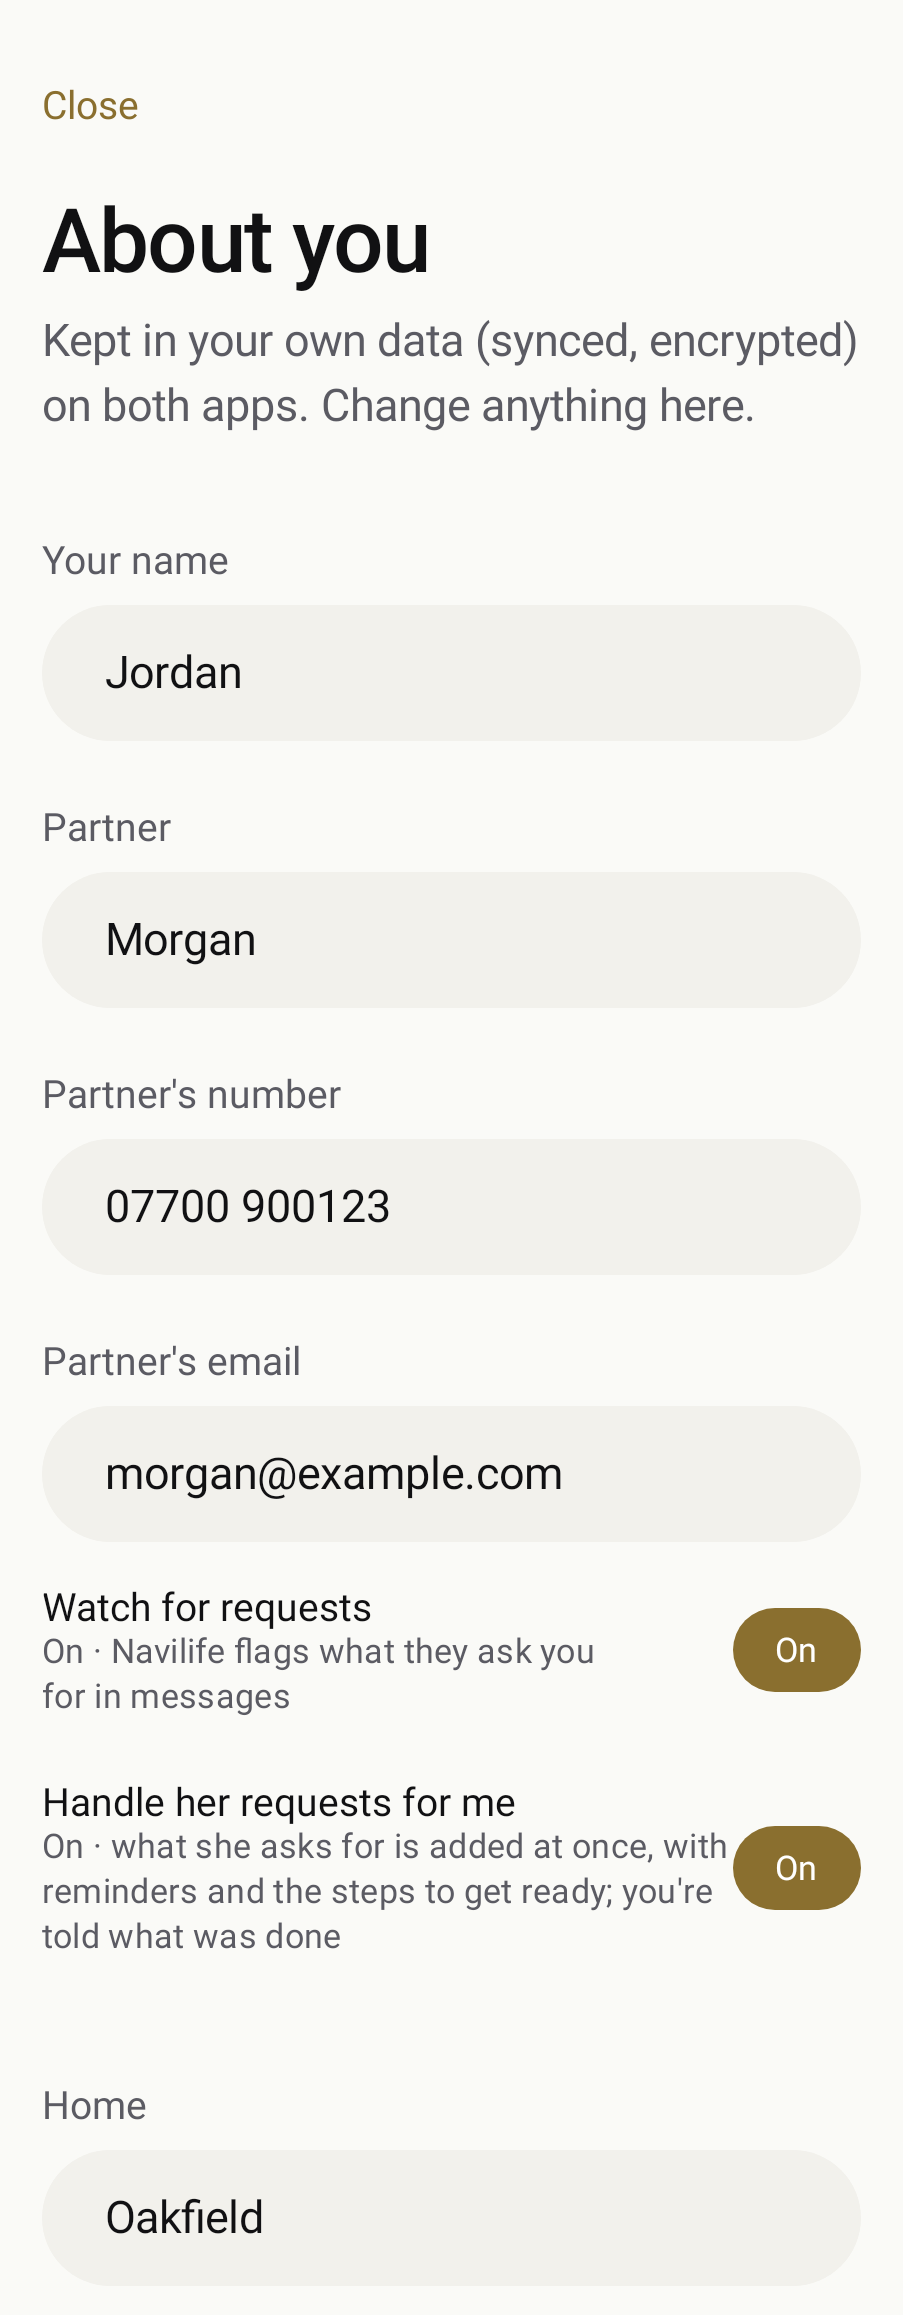 Close
About you
Kept in your own data (synced, encrypted)
on both apps. Change anything here.
Your name
Jordan
Partner
Morgan
Partner's number
07700 900123
Partner's email
morgan@example.com
Watch for requests
On · Navilife flags what they ask you
for in messages
On
Handle her requests for me
On · what she asks for is added at once, with
reminders and the steps to get ready; you're
told what was done
On
Home
Oakfield